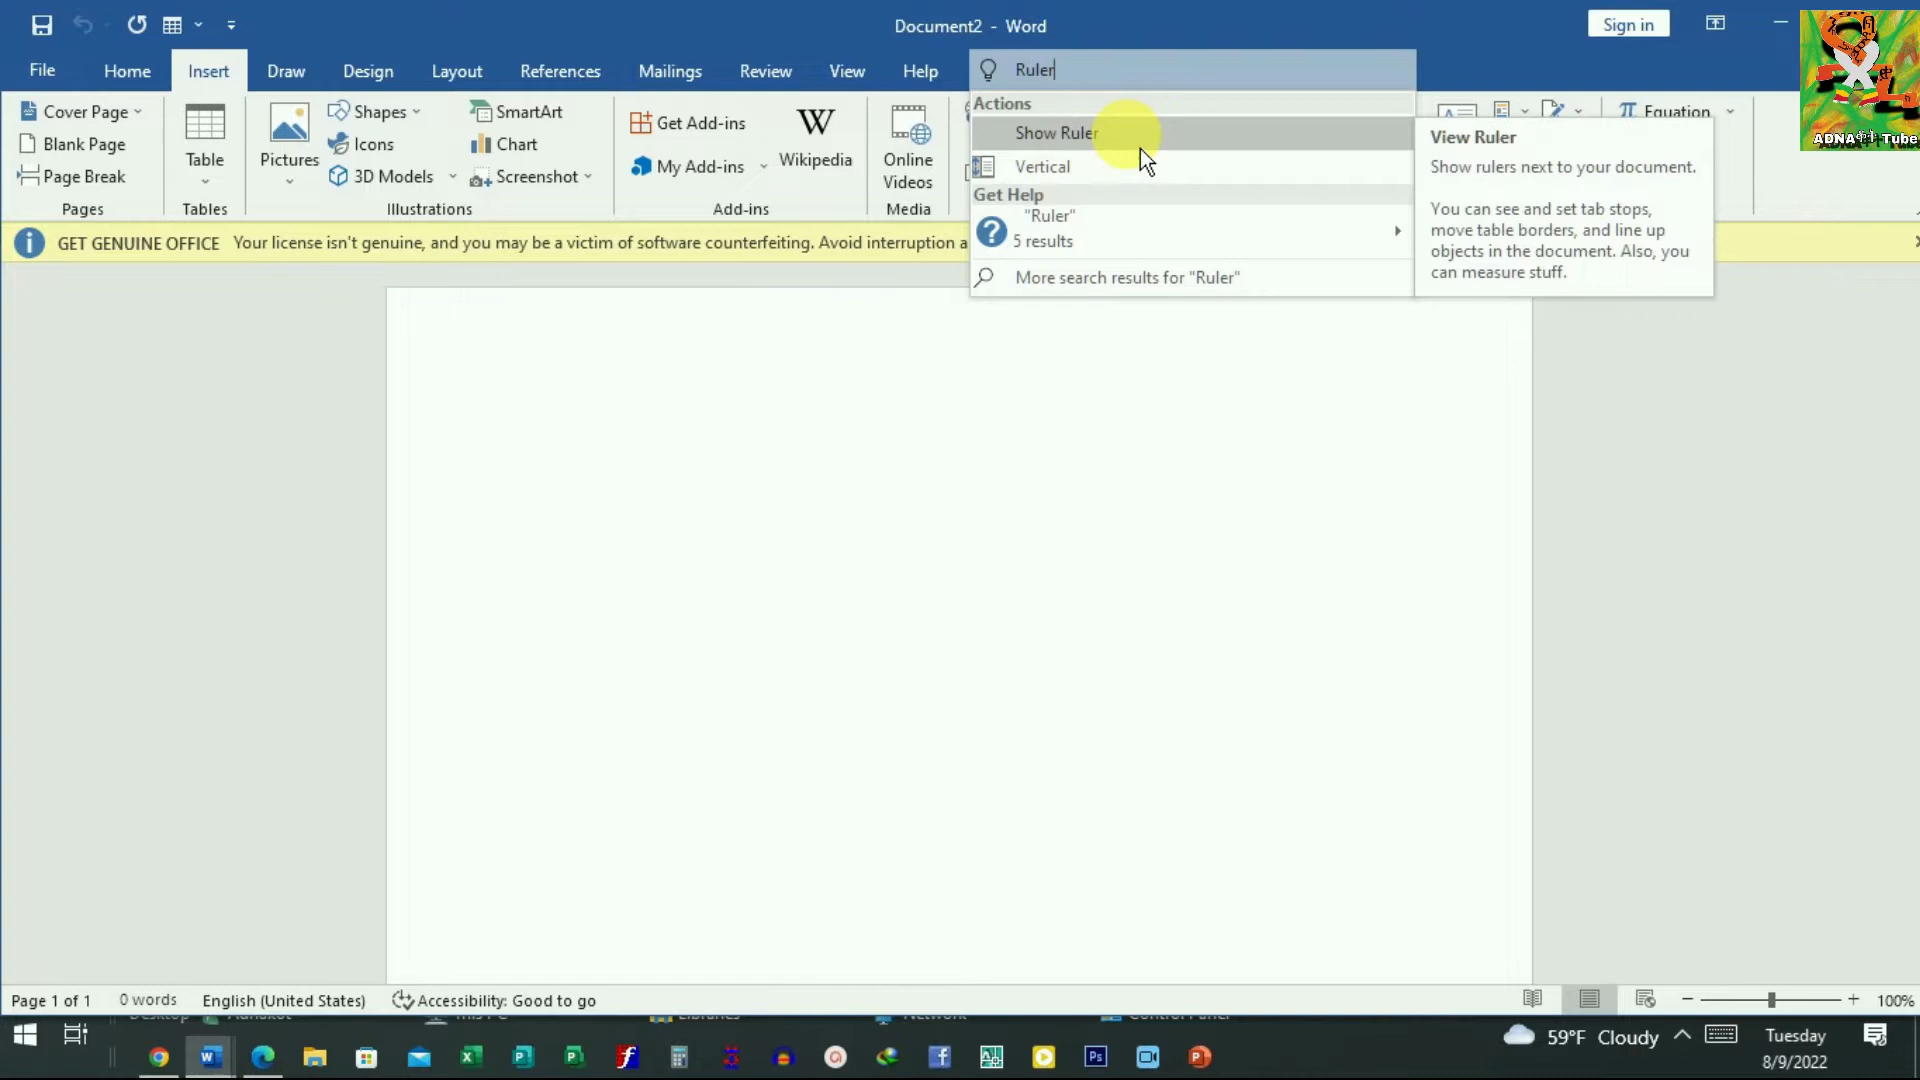 Document2 - Word
Sign in
File
Home
Insert
Draw
Design
Layout
References
Mailings
Review
View
Help
Ruler
Cover Page
Blank Page
Page Break
Pages
Table
Tables
Pictures
Shapes
Icons
3D Models
SmartArt
Chart
Screenshot
Illustrations
Get Add-ins
My Add-ins
W
Wikipedia
Add-ins
Online
Videos
Media
Actions
Show Ruler
Vertical
Get Help
"Ruler"
5 results
More search results for "Ruler"
π Equation
View Ruler
Show rulers next to your document.
You can see and set tab stops,
move table borders, and line up
objects in the document. Also, you
can measure stuff.
GET GENUINE OFFICE Your license isn't genuine, and you may be a victim of software counterfeiting. Avoid interruption a
Tube
Page 1 of 1
0 words
English (United States)
Accessibility: Good to go
100%
59°F Cloudy
Tuesday
8/9/2022